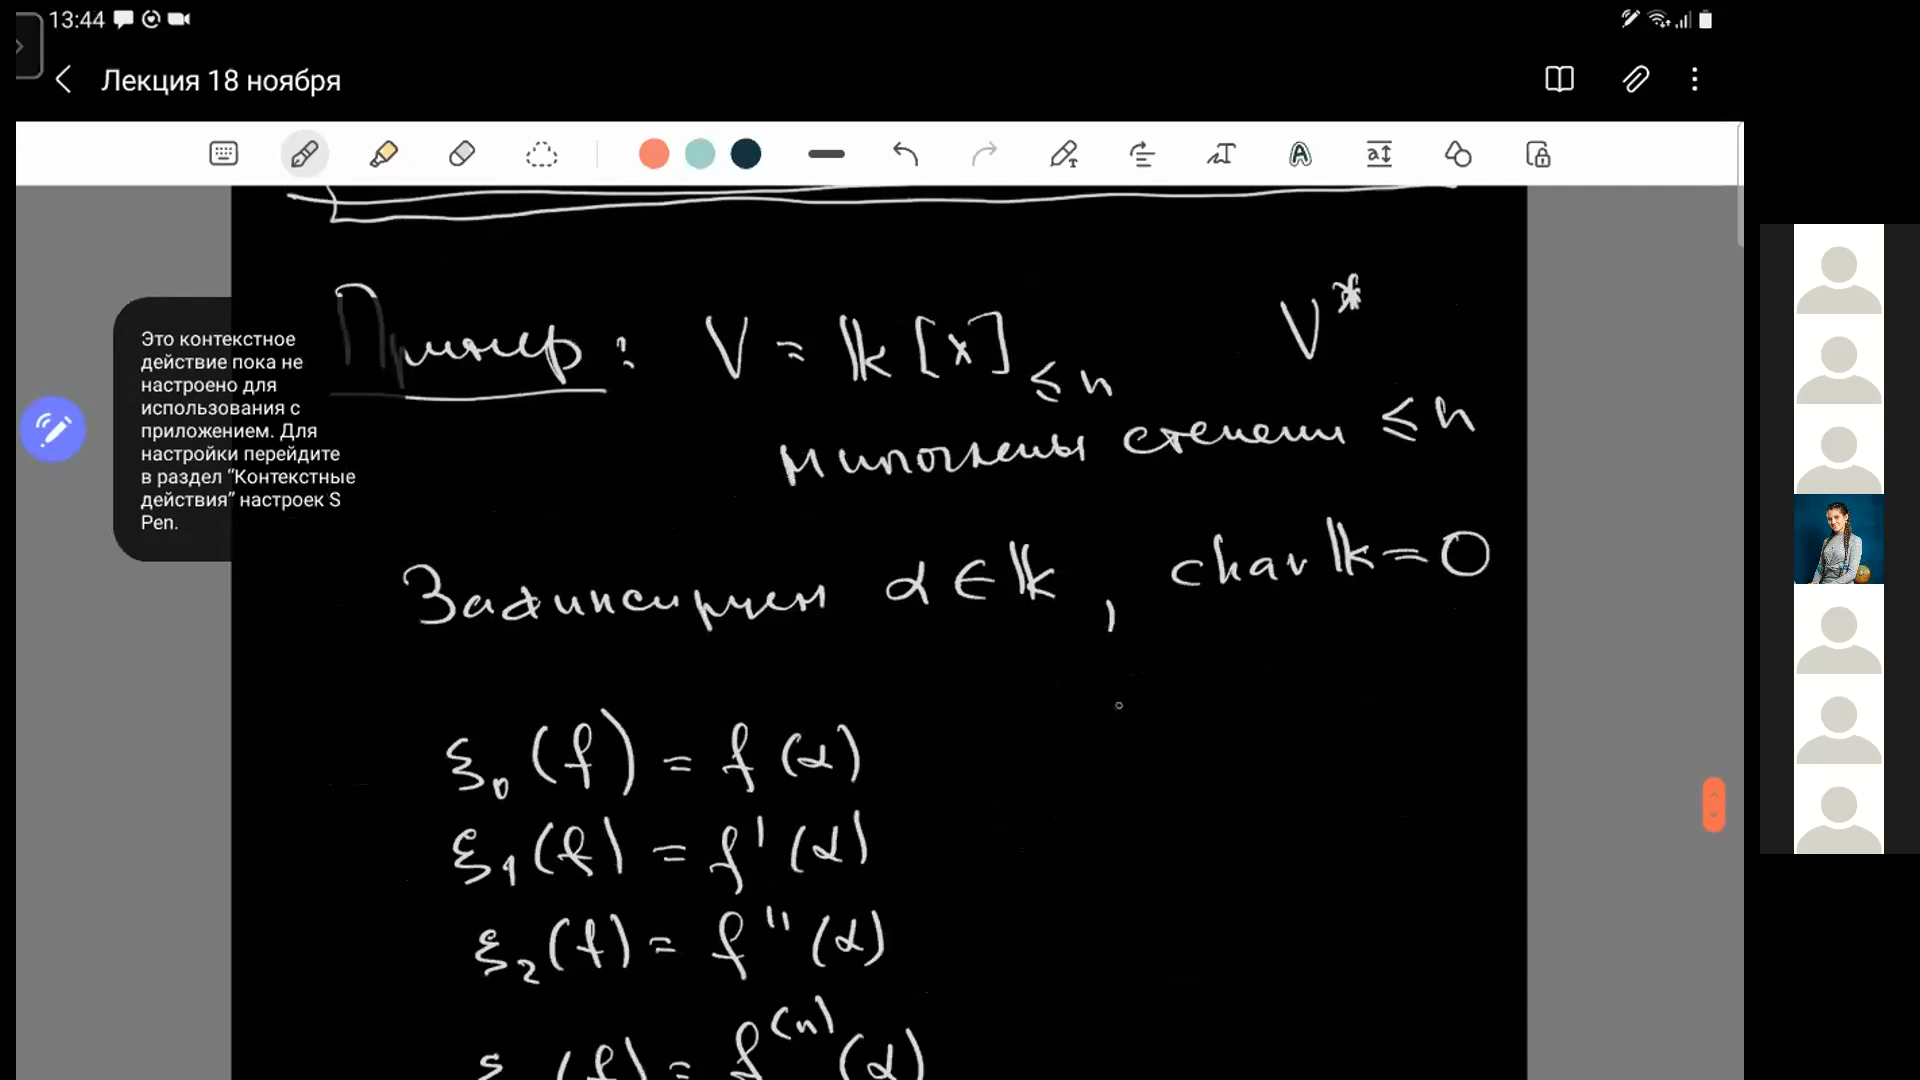 13:44
Лекция 18 ноября
Пример: V = 𝕜[x]≤n V*
многочлены степени ≤ n
Это контекстное
действие пока не
настроено для
использования с
приложением. Для
настройки перейдите
в раздел “Контекстные
действия” настроек S
Pen.
Зафиксируем α ∈ 𝕜, char 𝕜 = 0
ξ₀(f) = f(α)
ξ₁(f) = f'(α)
ξ₂(f) = f''(α)
ξ (f) = f⁽ⁿ⁾(α)